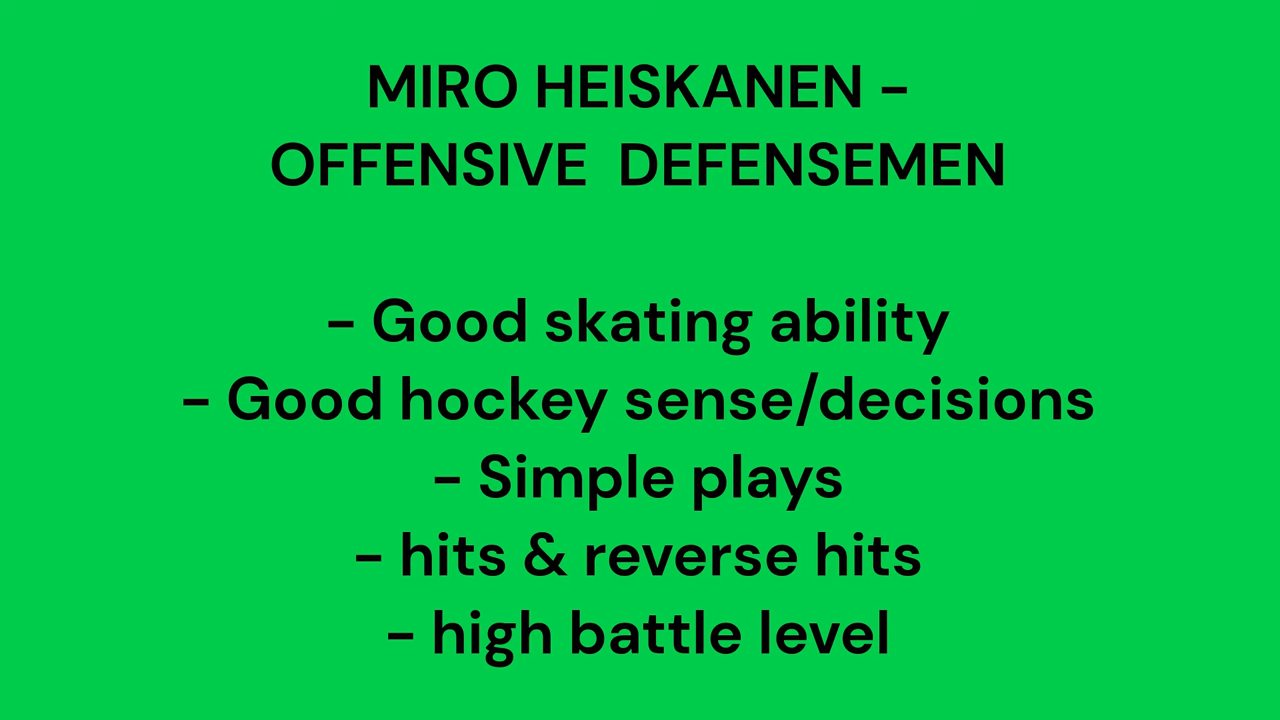 MIRO HEISKANEN -
OFFENSIVE  DEFENSEMEN
- Good skating ability
- Good hockey sense/decisions
- Simple plays
- hits & reverse hits
- high battle level